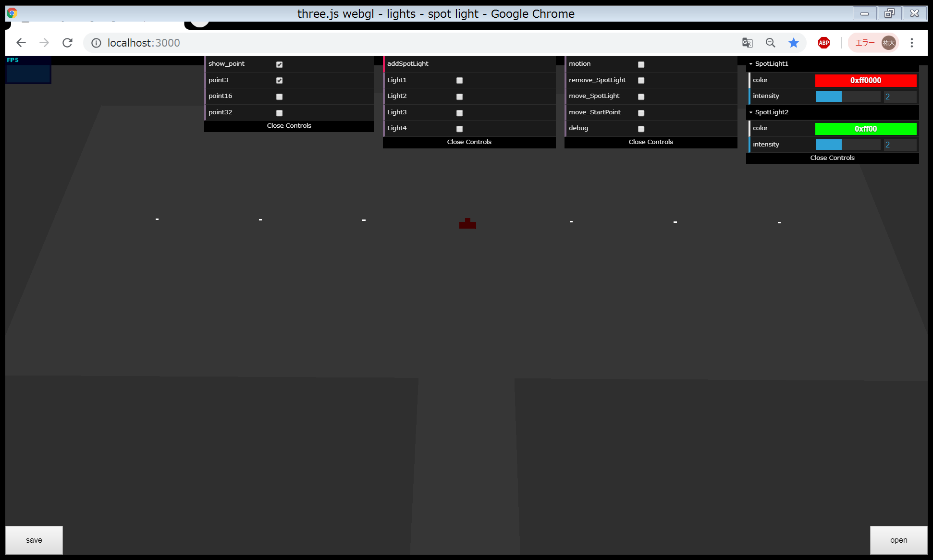 three.js webgl - lights - spot light - Google Chrome
localhost:3000
ABP
エラー
FPS
show_point
point3
point16
point32
Close Controls
addSpotLight
Light1
Light2
Light3
Light4
Close Controls
motion
remove_SpotLight
move_SpotLight
move_StartPoint
debug
Close Controls
SpotLight1
color 0xff0000
intensity 2
SpotLight2
color 0xff00
intensity 2
Close Controls
save
open